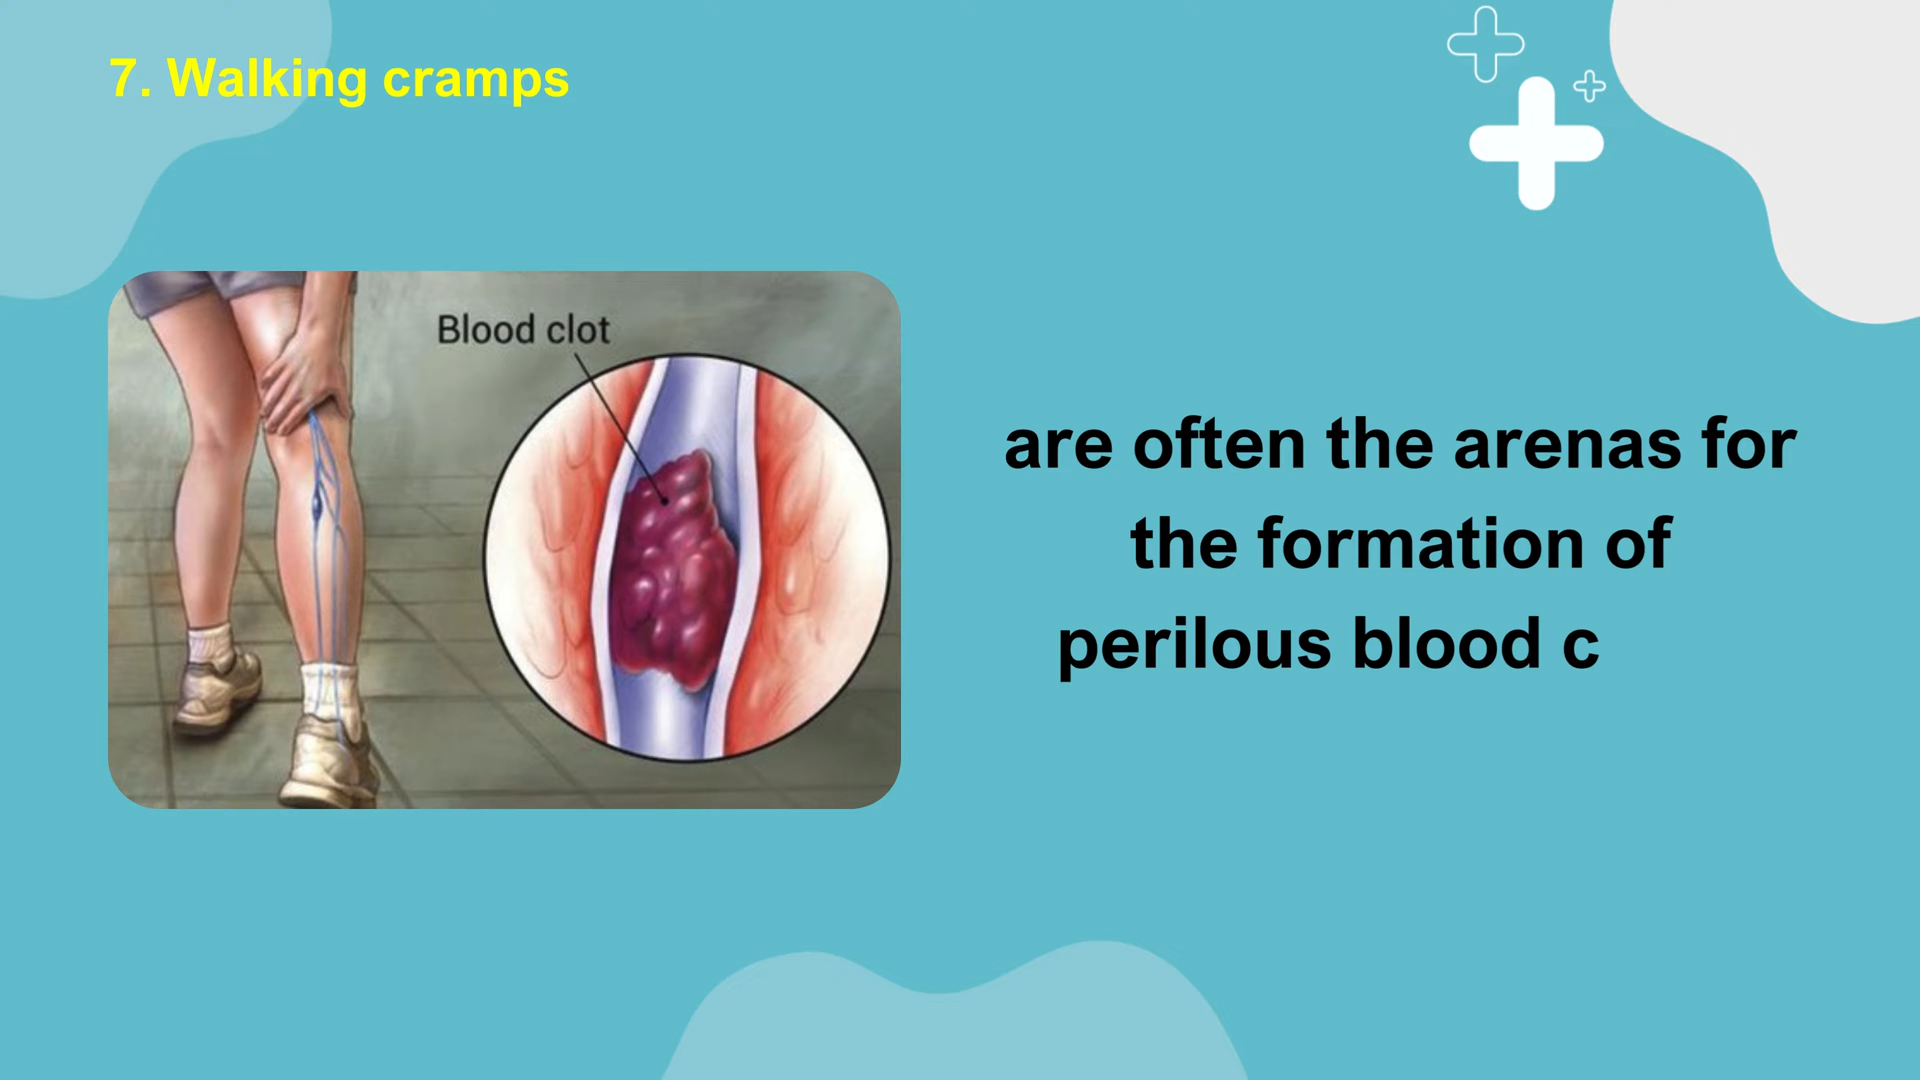 7. Walking cramps
Blood clot
are often the arenas for
the formation of
perilous blood c